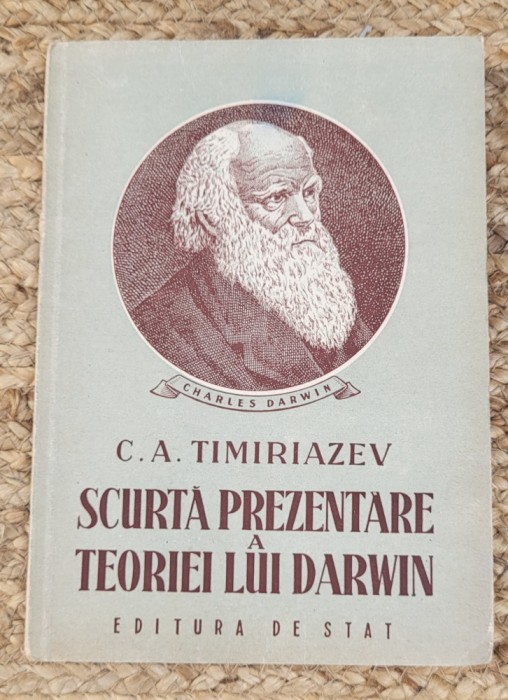 CHARLES DARWIN
C. A. TIMIRIAZEV
SCURTĂ PREZENTARE
A
TEORIEI LUI DARWIN
EDITURA DE STAT